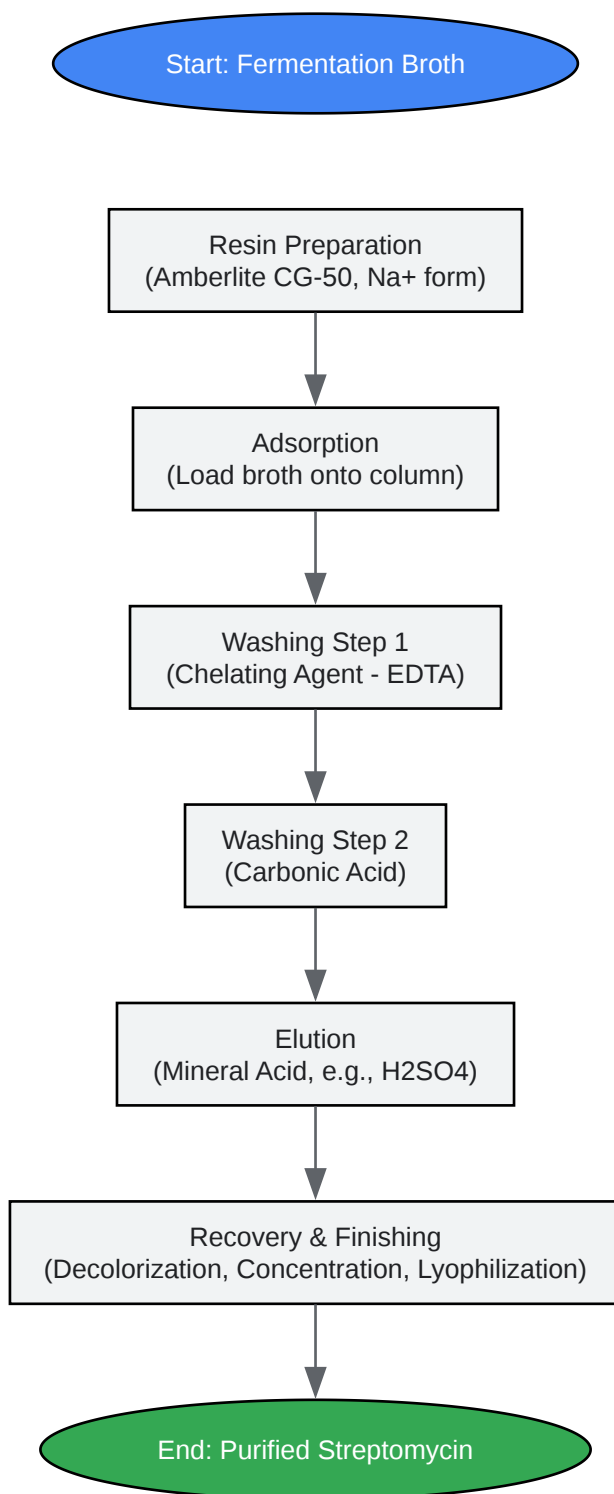 Start: Fermentation Broth
Resin Preparation
(Amberlite CG-50, Na+ form)
Adsorption
(Load broth onto column)
Washing Step 1
(Chelating Agent - EDTA)
Washing Step 2
(Carbonic Acid)
Elution
(Mineral Acid, e.g., H2SO4)
Recovery & Finishing
(Decolorization, Concentration, Lyophilization)
End: Purified Streptomycin